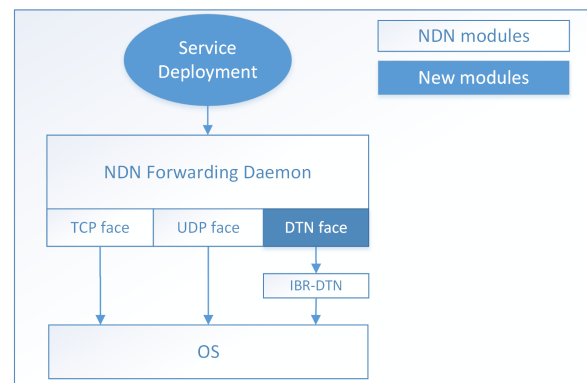 Service
Deployment
NDN modules
New modules
NDN Forwarding Daemon
TCP face
UDP face
DTN face
IBR-DTN
OS